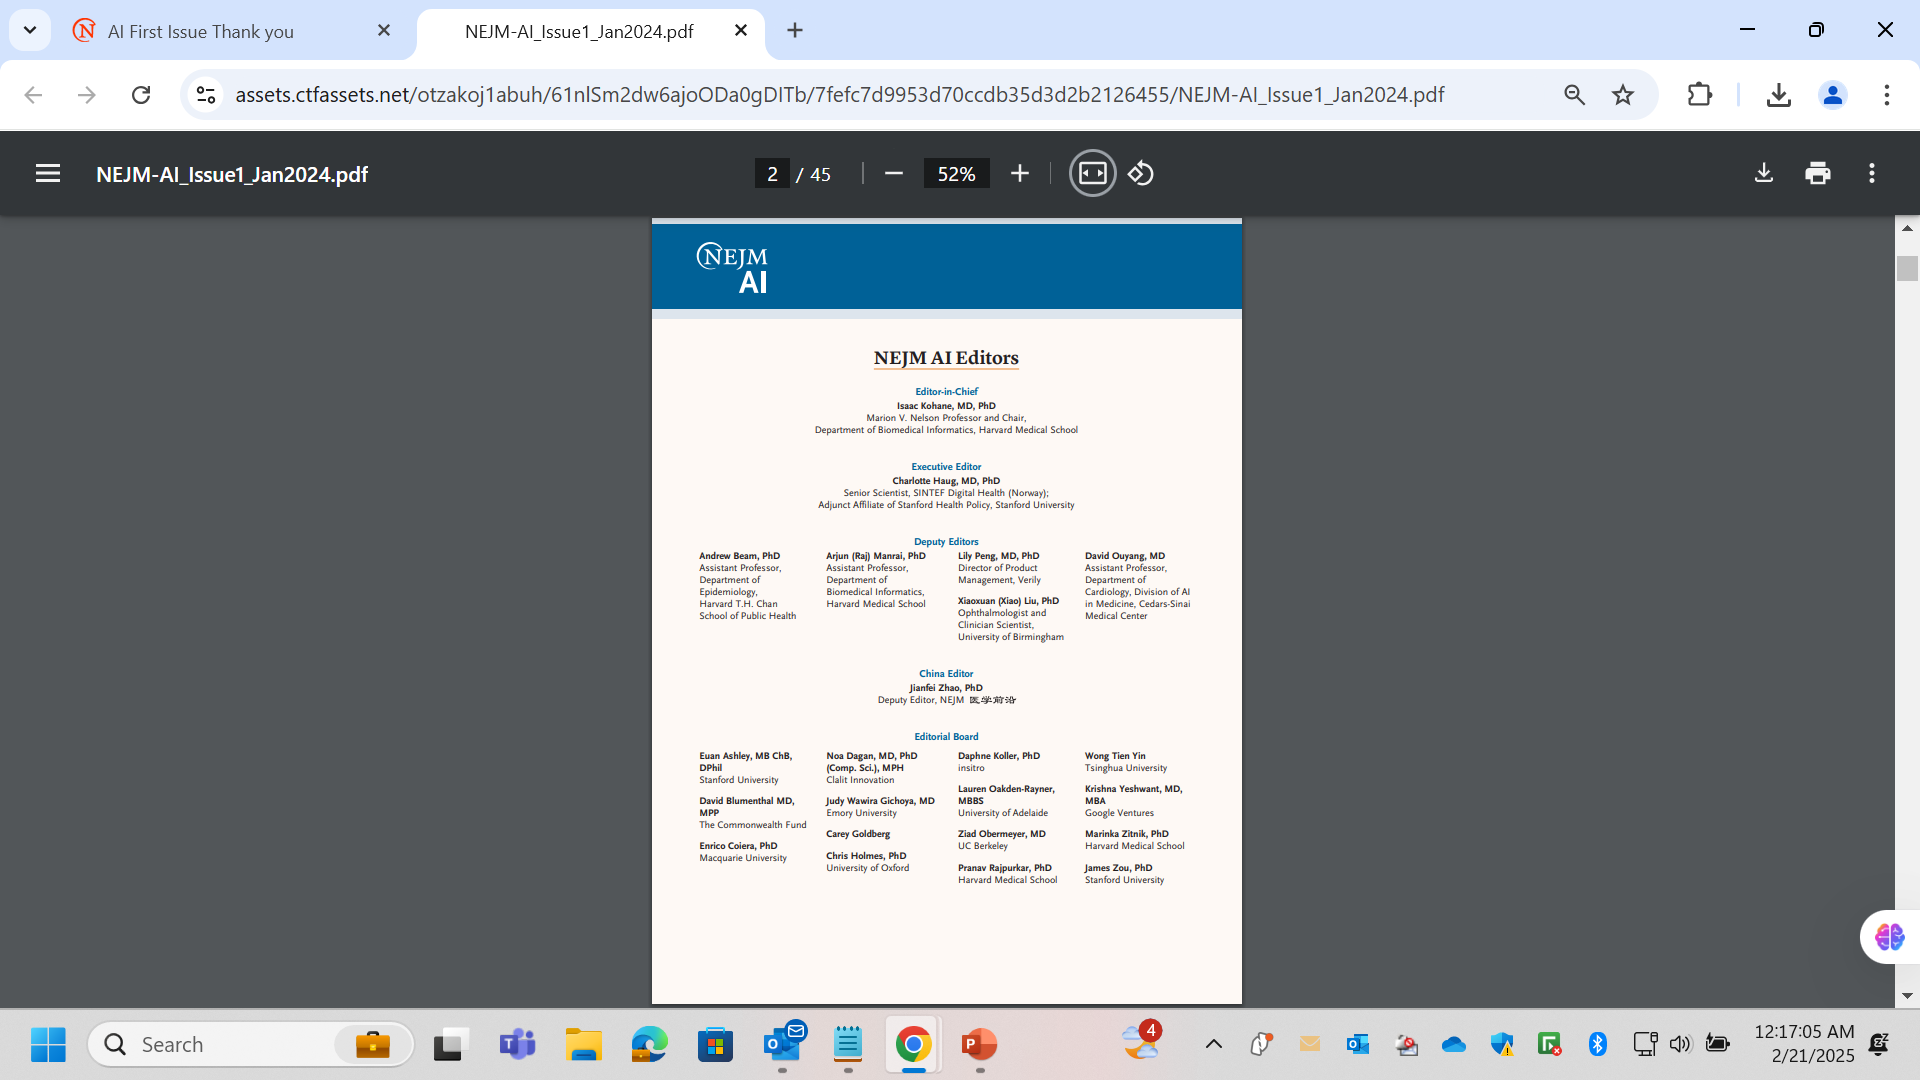 AI First Issue Thank you
NEJM-AI_Issue1_Jan2024.pdf
assets.ctfassets.net/otzakoj1abuh/61nlSm2dw6ajoODa0gDITb/7fefc7d9953d70ccdb35d3d2b2126455/NEJM-AI_Issue1_Jan2024.pdf
NEJM-AI_Issue1_Jan2024.pdf
2 / 45
52%
NEJM
AI
NEJM AI Editors
Editor-in-Chief
Isaac Kohane, MD, PhD
Marion V. Nelson Professor and Chair,
Department of Biomedical Informatics, Harvard Medical School
Executive Editor
Charlotte Haug, MD, PhD
Senior Scientist, SINTEF Digital Health (Norway);
Adjunct Affiliate of Stanford Health Policy, Stanford University
Deputy Editors
Andrew Beam, PhD
Assistant Professor,
Department of
Epidemiology,
Harvard T.H. Chan
School of Public Health
Arjun (Raj) Manrai, PhD
Assistant Professor,
Department of
Biomedical Informatics,
Harvard Medical School
Lily Peng, MD, PhD
Director of Product
Management, Verily
Xiaoxuan (Xiao) Liu, PhD
Ophthalmologist and
Clinician Scientist,
University of Birmingham
David Ouyang, MD
Assistant Professor,
Department of
Cardiology, Division of AI
in Medicine, Cedars-Sinai
Medical Center
China Editor
Jianfei Zhao, PhD
Deputy Editor, NEJM 医学前沿
Editorial Board
Euan Ashley, MB ChB,
DPhil
Stanford University
David Blumenthal MD,
MPP
The Commonwealth Fund
Enrico Coiera, PhD
Macquarie University
Noa Dagan, MD, PhD
(Comp. Sci.), MPH
Clalit Innovation
Judy Wawira Gichoya, MD
Emory University
Carey Goldberg
Chris Holmes, PhD
University of Oxford
Daphne Koller, PhD
insitro
Lauren Oakden-Rayner,
MBBS
University of Adelaide
Ziad Obermeyer, MD
UC Berkeley
Pranav Rajpurkar, PhD
Harvard Medical School
Wong Tien Yin
Tsinghua University
Krishna Yeshwant, MD,
MBA
Google Ventures
Marinka Zitnik, PhD
Harvard Medical School
James Zou, PhD
Stanford University
Search
4
12:17:05 AM
2/21/2025